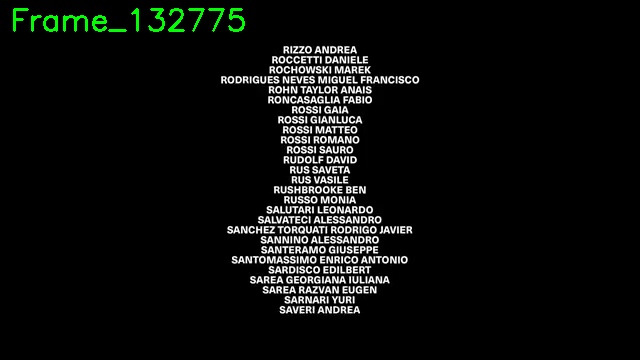 Frame_132775
RIZZO ANDREA
ROCCETTI DANIELE
ROCHOWSKI MAREK
RODRIGUES NEVES MIGUEL FRANCISCO
ROHN TAYLOR ANAIS
RONCASAGLIA FABIO
ROSSI GAIA
ROSSI GIANLUCA
ROSSI MATTEO
ROSSI ROMANO
ROSSI SAURO
RUDOLF DAVID
RUS SAVETA
RUS VASILE
RUSHBROOKE BEN
RUSSO MONIA
SALUTARI LEONARDO
SALVATECI ALESSANDRO
SANCHEZ TORQUATI RODRIGO JAVIER
SANNINO ALESSANDRO
SANTERAMO GIUSEPPE
SANTOMASSIMO ENRICO ANTONIO
SARDISCO EDILBERT
SAREA GEORGIANA IULIANA
SAREA RAZVAN EUGEN
SARNARI YURI
SAVERI ANDREA